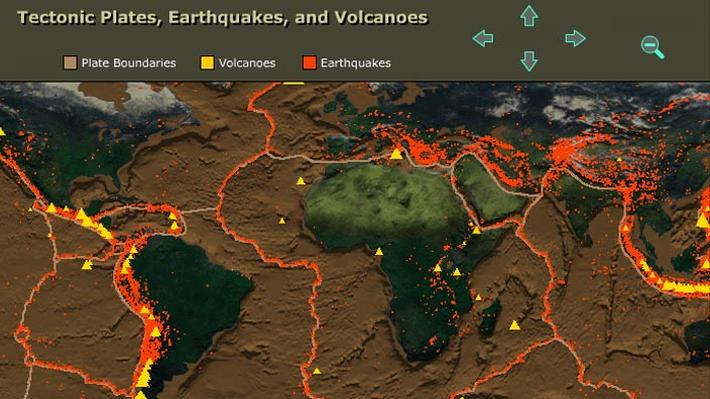 Tectonic Plates, Earthquakes, and Volcanoes
Plate Boundaries
Volcanoes
Earthquakes